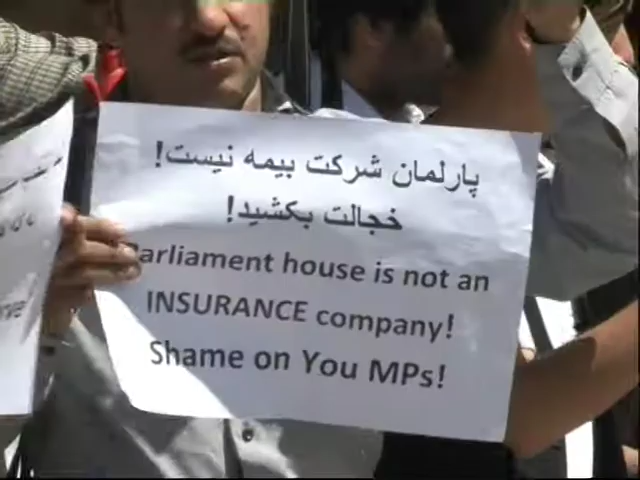 پارلمان شرکت بیمه نیست!
خجالت بکشید!
Parliament house is not an
INSURANCE company!
Shame on You MPs!